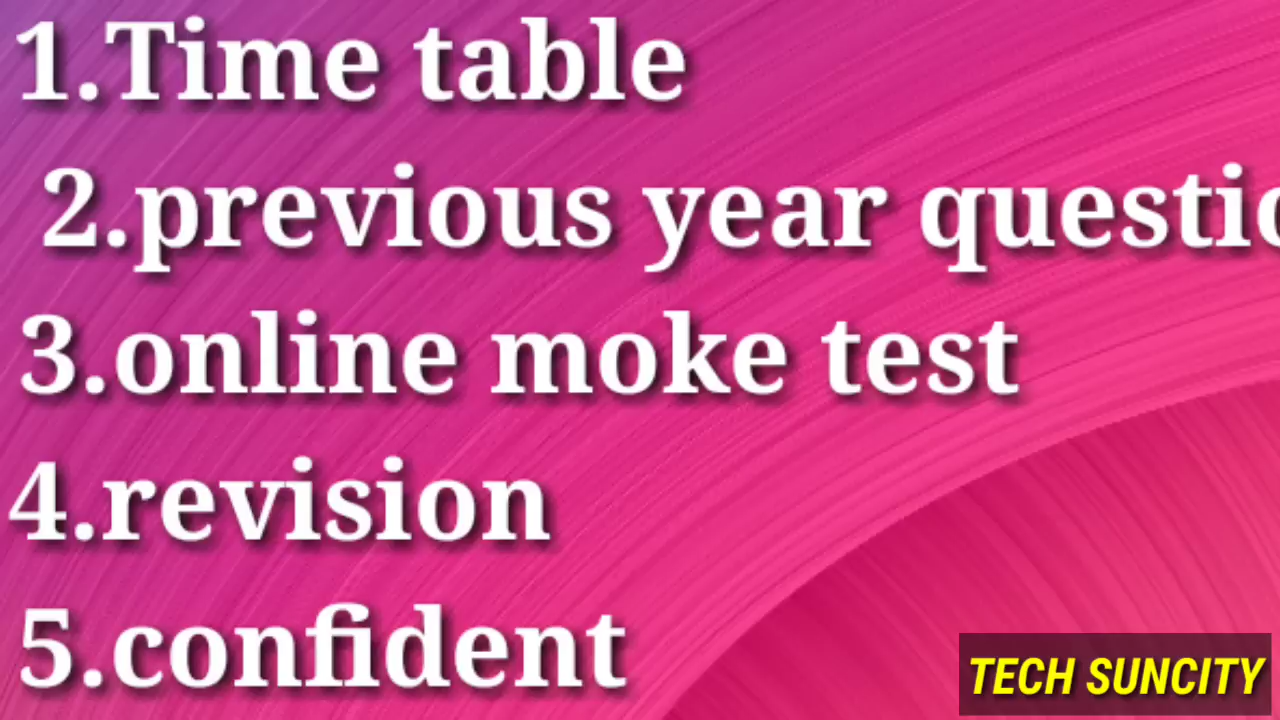 1.Time table
2.previous year questio
3.online moke test
4.revision
5.confident
TECH SUNCITY